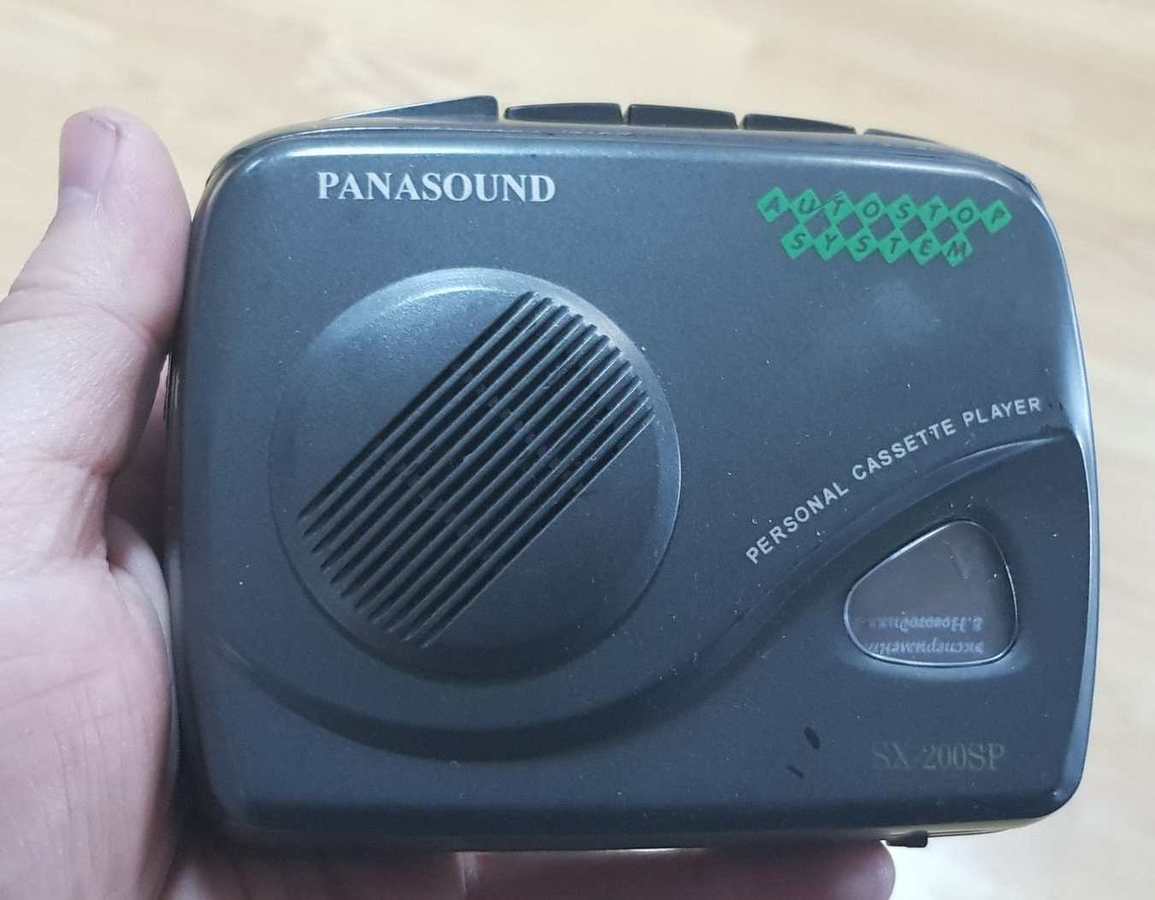 PANASOUND
AUTOSTOP
SYSTEM
PERSONAL CASSETTE PLAYER
SX-200SP